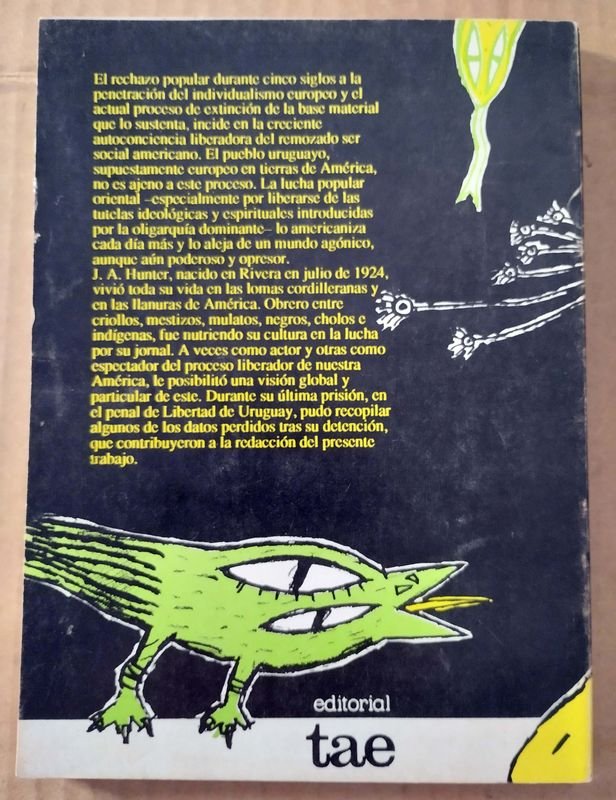 El rechazo popular durante cinco siglos a la
penetración del individualismo europeo y el
actual proceso de extinción de la base material
que lo sustenta, incide en la creciente
autoconciencia liberadora del remozado ser
social americano. El pueblo uruguayo,
supuestamente europeo en tierras de América,
no es ajeno a este proceso. La lucha popular
oriental –especialmente por liberarse de las
tutelas ideológicas y espirituales introducidas
por la oligarquía dominante– lo americaniza
cada día más y lo aleja de un mundo agónico,
aunque aún poderoso y opresor.
J. A. Hunter, nacido en Rivera en julio de 1924,
vivió toda su vida en las lomas cordilleranas y
en las llanuras de América. Obrero entre
criollos, mestizos, mulatos, negros, cholos e
indígenas, fue nutriendo su cultura en la lucha
por su jornal. A veces como actor y otras como
espectador del proceso liberador de nuestra
América, le posibilitó una visión global y
particular de este. Durante su última prisión, en
el penal de Libertad de Uruguay, pudo recopilar
algunos de los datos perdidos tras su detención,
que contribuyeron a la redacción del presente
trabajo.
editorial
tae